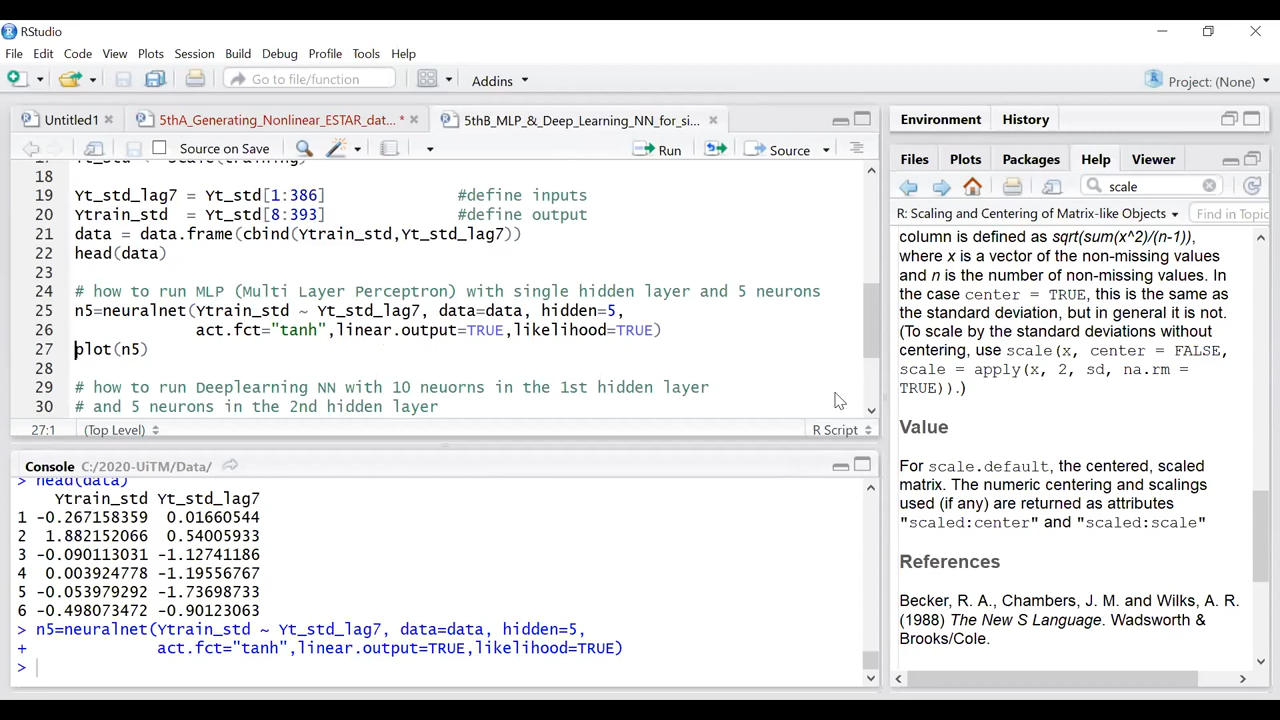 RStudio
File Edit Code View Plots Session Build Debug Profile Tools Help
Go to file/function
Addins
Project: (None)
Untitled1
5thA_Generating_Nonlinear_ESTAR_dat... *
5thB_MLP_&_Deep_Learning_NN_for_si...
Source on Save
Run
Source
18
19 Yt_std_lag7 = Yt_std[1:386] #define inputs
20 Ytrain_std = Yt_std[8:393] #define output
21 data = data.frame(cbind(Ytrain_std,Yt_std_lag7))
22 head(data)
23
24 # how to run MLP (Multi Layer Perceptron) with single hidden layer and 5 neurons
25 n5=neuralnet(Ytrain_std ~ Yt_std_lag7, data=data, hidden=5,
26 act.fct="tanh",linear.output=TRUE,likelihood=TRUE)
27 plot(n5)
28
29 # how to run Deeplearning NN with 10 neuorns in the 1st hidden layer
30 # and 5 neurons in the 2nd hidden layer
27:1 (Top Level) R Script
Console C:/2020-UiTM/Data/
> head(data)
Ytrain_std Yt_std_lag7
1 -0.267158359 0.01660544
2 1.882152066 0.54005933
3 -0.090113031 -1.12741186
4 0.003924778 -1.19556767
5 -0.053979292 -1.73698733
6 -0.498073472 -0.90123063
> n5=neuralnet(Ytrain_std ~ Yt_std_lag7, data=data, hidden=5,
+ act.fct="tanh",linear.output=TRUE,likelihood=TRUE)
>
Environment History
Files Plots Packages Help Viewer
scale
R: Scaling and Centering of Matrix-like Objects Find in Topic
column is defined as sqrt(sum(x^2)/(n-1)),
where x is a vector of the non-missing values
and n is the number of non-missing values. In
the case center = TRUE, this is the same as
the standard deviation, but in general it is not.
(To scale by the standard deviations without
centering, use scale(x, center = FALSE,
scale = apply(x, 2, sd, na.rm =
TRUE)).)
Value
For scale.default, the centered, scaled
matrix. The numeric centering and scalings
used (if any) are returned as attributes
"scaled:center" and "scaled:scale"
References
Becker, R. A., Chambers, J. M. and Wilks, A. R.
(1988) The New S Language. Wadsworth &
Brooks/Cole.